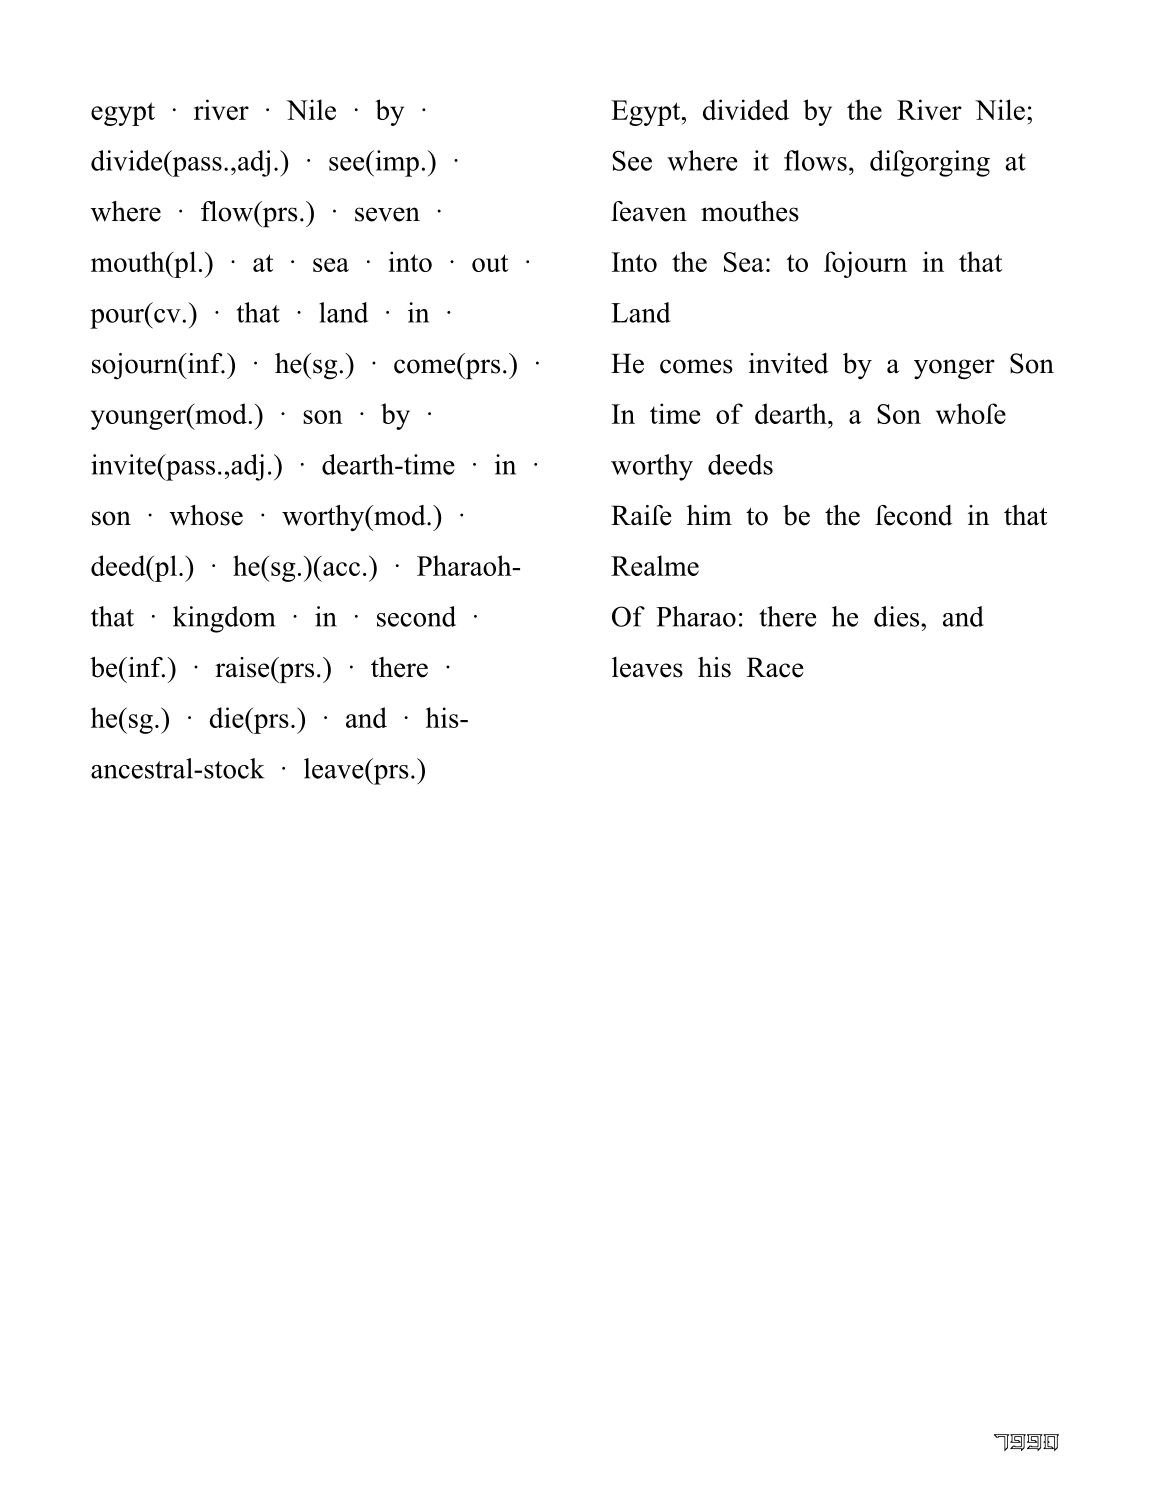 egypt · river · Nile · by ·
divide(pass.,adj.) · see(imp.) ·
where · flow(prs.) · seven ·
mouth(pl.) · at · sea · into · out ·
pour(cv.) · that · land · in ·
sojourn(inf.) · he(sg.) · come(prs.) ·
younger(mod.) · son · by ·
invite(pass.,adj.) · dearth-time · in ·
son · whose · worthy(mod.) ·
deed(pl.) · he(sg.)(acc.) · Pharaoh-
that · kingdom · in · second ·
be(inf.) · raise(prs.) · there ·
he(sg.) · die(prs.) · and · his-
ancestral-stock · leave(prs.)
Egypt, divided by the River Nile;
See where it flows, diſgorging at
ſeaven mouthes
Into the Sea: to ſojourn in that
Land
He comes invited by a yonger Son
In time of dearth, a Son whoſe
worthy deeds
Raiſe him to be the ſecond in that
Realme
Of Pharao: there he dies, and
leaves his Race